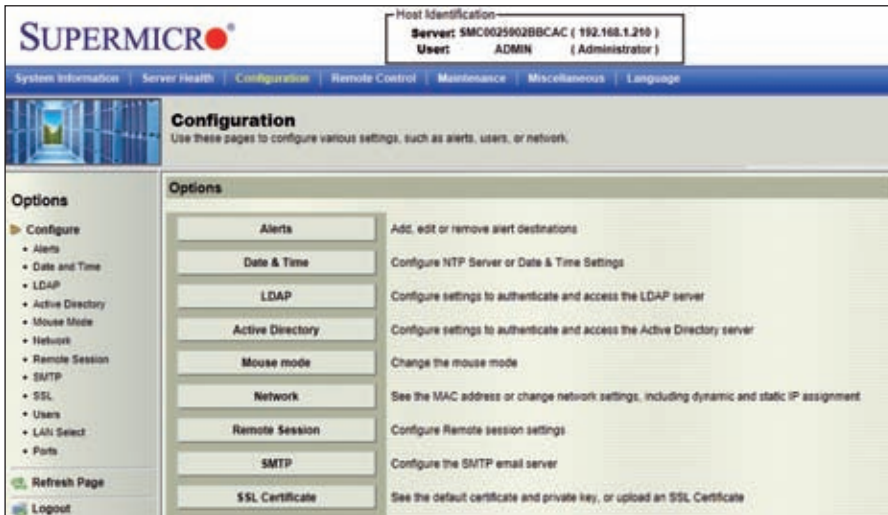 SUPERMICRO
Host Identification
Server: SMC0025902BBCAC ( 192.168.1.210 )
User: ADMIN ( Administrator )
System Information Server Health Configuration Remote Control Maintenance Miscellaneous Language
Configuration
Use these pages to configure various settings, such as alerts, users, or network.
Options
Configure
Alerts
Date and Time
LDAP
Active Directory
Mouse Mode
Network
Remote Session
SMTP
SSL
Users
LAN Select
Ports
Refresh Page
Logout
Options
Alerts Add, edit or remove alert destinations
Date & Time Configure NTP Server or Date & Time Settings
LDAP Configure settings to authenticate and access the LDAP server
Active Directory Configure settings to authenticate and access the Active Directory server
Mouse mode Change the mouse mode
Network See the MAC address or change network settings, including dynamic and static IP assignment
Remote Session Configure Remote session settings
SMTP Configure the SMTP email server
SSL Certificate See the default certificate and private key, or upload an SSL Certificate